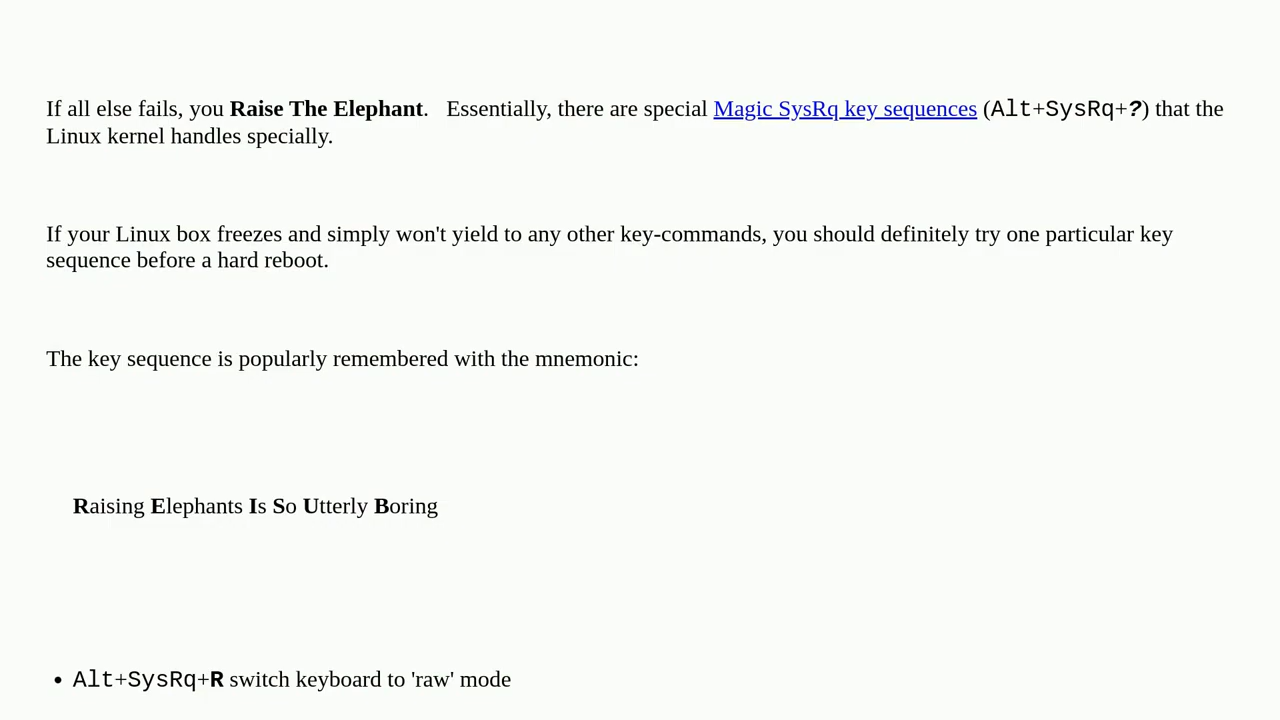 If all else fails, you Raise The Elephant.   Essentially, there are special Magic SysRq key sequences (Alt+SysRq+?) that the
Linux kernel handles specially.
If your Linux box freezes and simply won't yield to any other key-commands, you should definitely try one particular key
sequence before a hard reboot.
The key sequence is popularly remembered with the mnemonic:
Raising Elephants Is So Utterly Boring
• Alt+SysRq+R switch keyboard to 'raw' mode